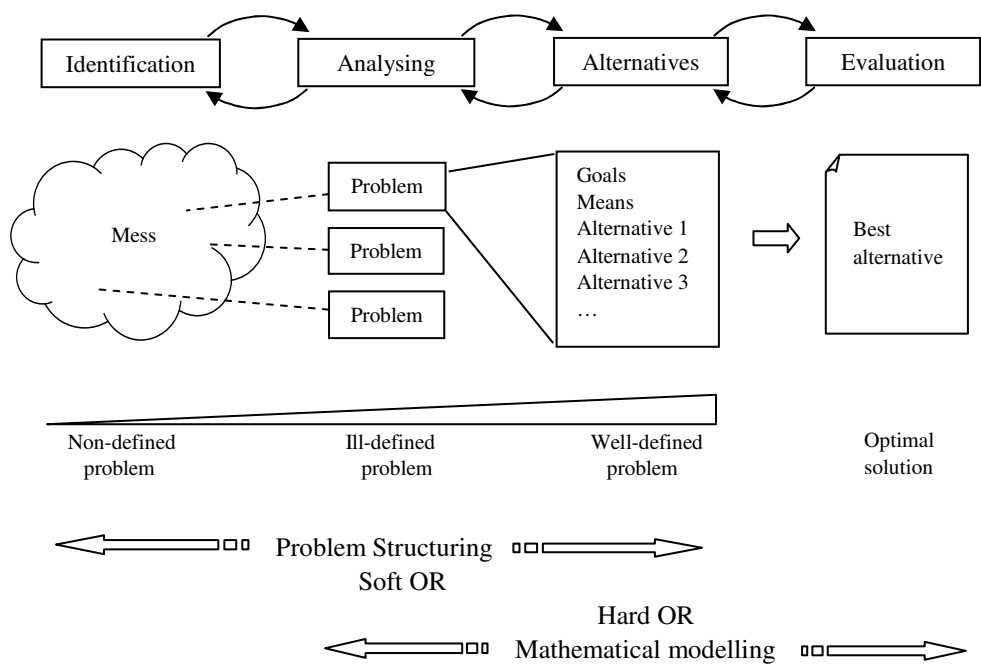 Identification
Analysing
Alternatives
Evaluation
Mess
Problem
Problem
Problem
Goals
Means
Alternative 1
Alternative 2
Alternative 3
…
Best
alternative
Non-defined
problem
Ill-defined
problem
Well-defined
problem
Optimal
solution
Problem Structuring
Soft OR
Hard OR
Mathematical modelling